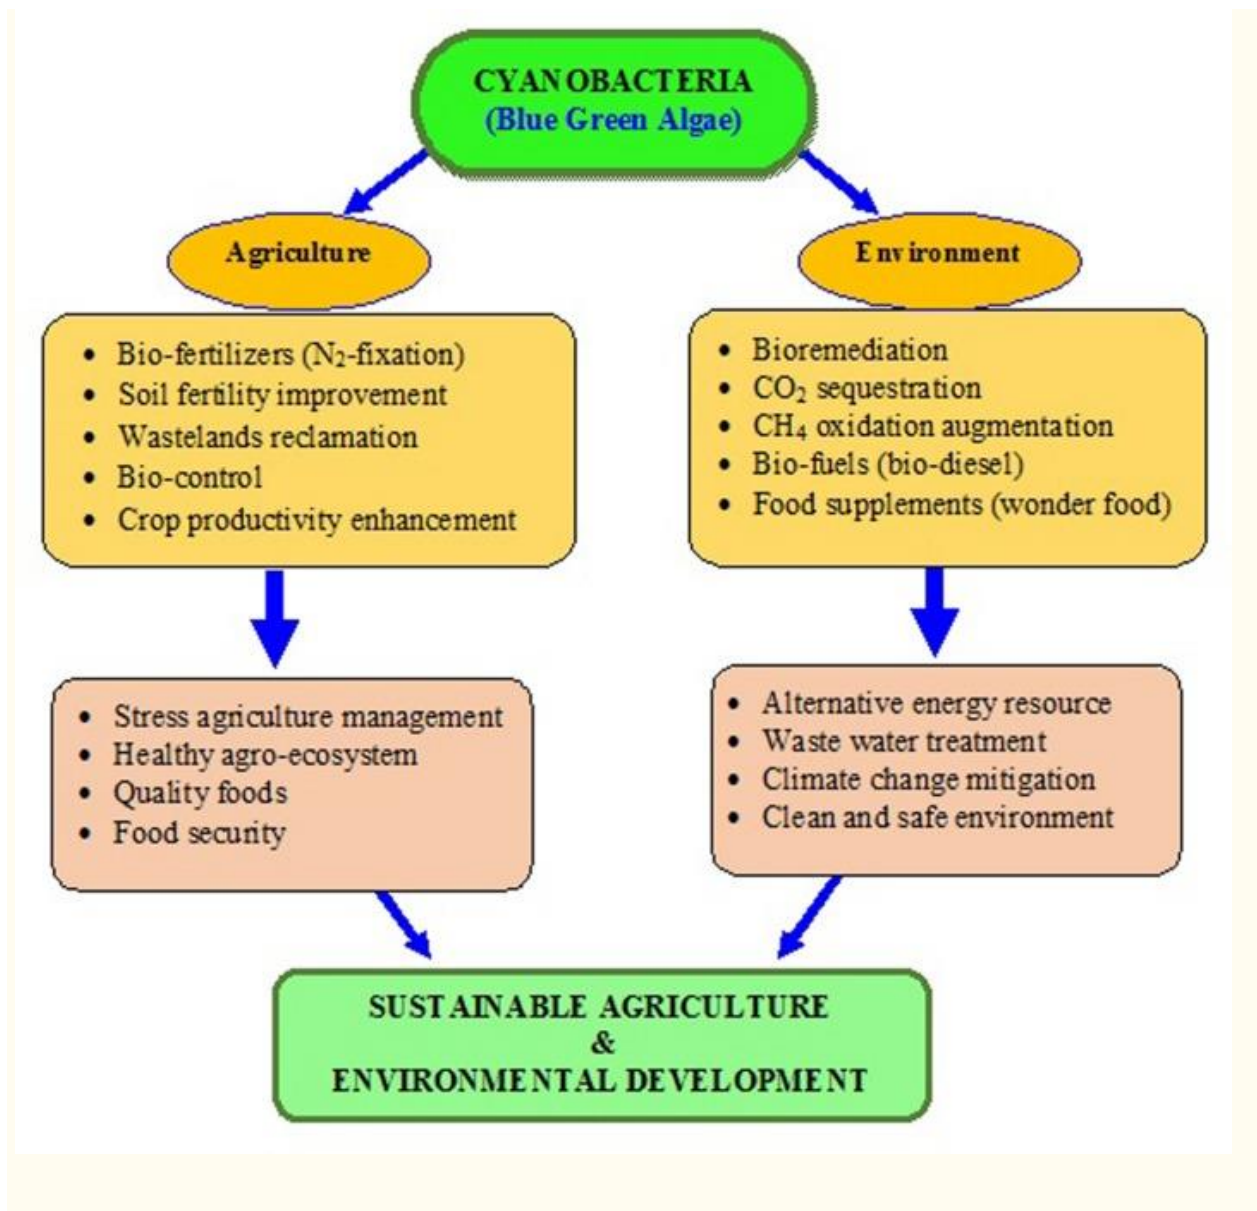 CYANOBACTERIA
(Blue Green Algae)
Agriculture
• Bio-fertilizers (N₂-fixation)
• Soil fertility improvement
• Wastelands reclamation
• Bio-control
• Crop productivity enhancement
• Stress agriculture management
• Healthy agro-ecosystem
• Quality foods
• Food security
Environment
• Bioremediation
• CO₂ sequestration
• CH₄ oxidation augmentation
• Bio-fuels (bio-diesel)
• Food supplements (wonder food)
• Alternative energy resource
• Waste water treatment
• Climate change mitigation
• Clean and safe environment
SUSTAINABLE AGRICULTURE
&
ENVIRONMENTAL DEVELOPMENT